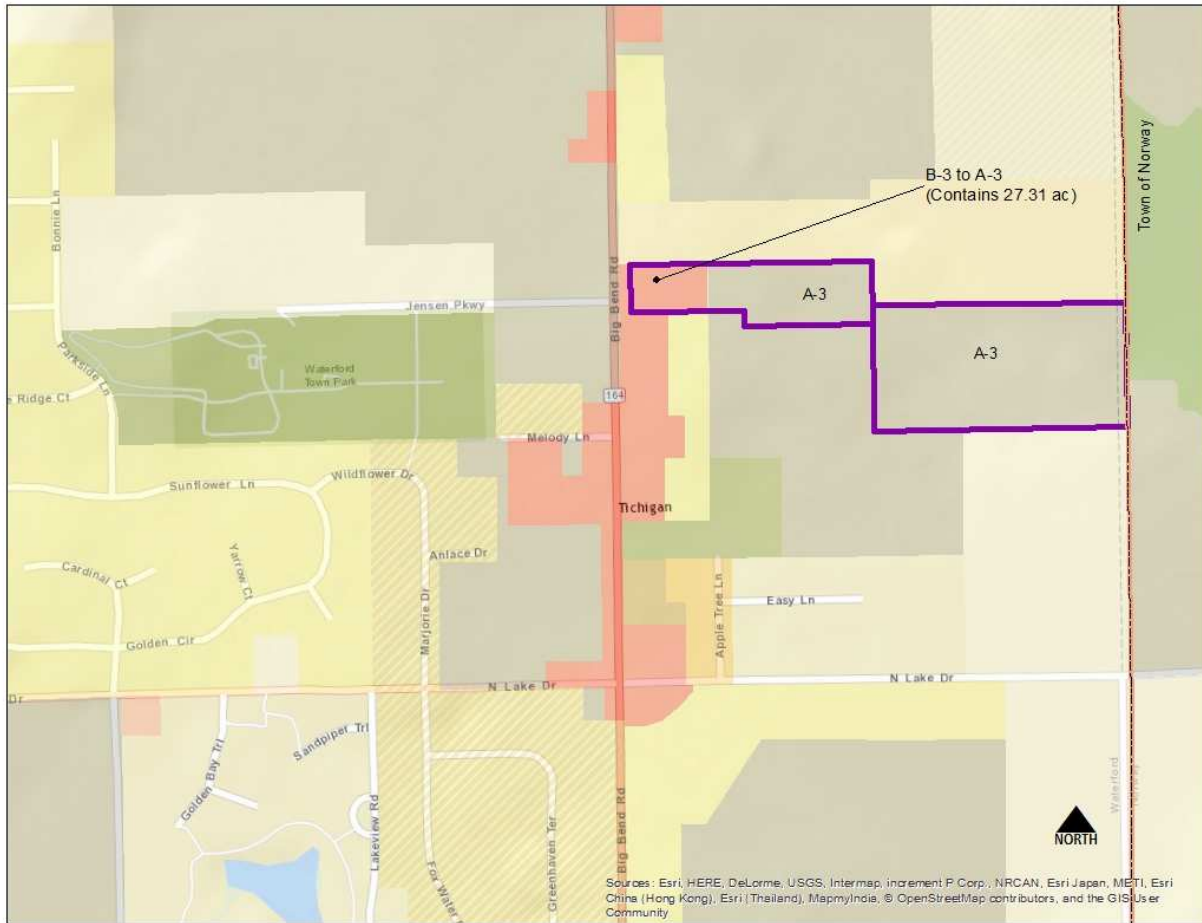 Town of Norway
B-3 to A-3
(Contains 27.31 ac)
Bonnie Ln
Big Bend Rd
A-3
Jensen Pkwy
A-3
Parkside Ln
Waterford
Town Park
e Ridge Ct
164
Melody Ln
Wildflower Dr
Sunflower Ln
Tichigan
Yarrow Ct
Anlace Dr
Cardinal Ct
Marjorie Dr
Apple Tree Ln
Easy Ln
Golden Cir
N Lake Dr
N Lake Dr
Dr
Sandpiper Trl
Golden Bay Trl
Lakeview Rd
Waterford
Big Bend Rd
Greenhaven Ter
Fox Water
NORTH
Sources: Esri, HERE, DeLorme, USGS, Intermap, increment P Corp., NRCAN, Esri Japan, METI, Esri
China (Hong Kong), Esri (Thailand), MapmyIndia, © OpenStreetMap contributors, and the GIS User
Community